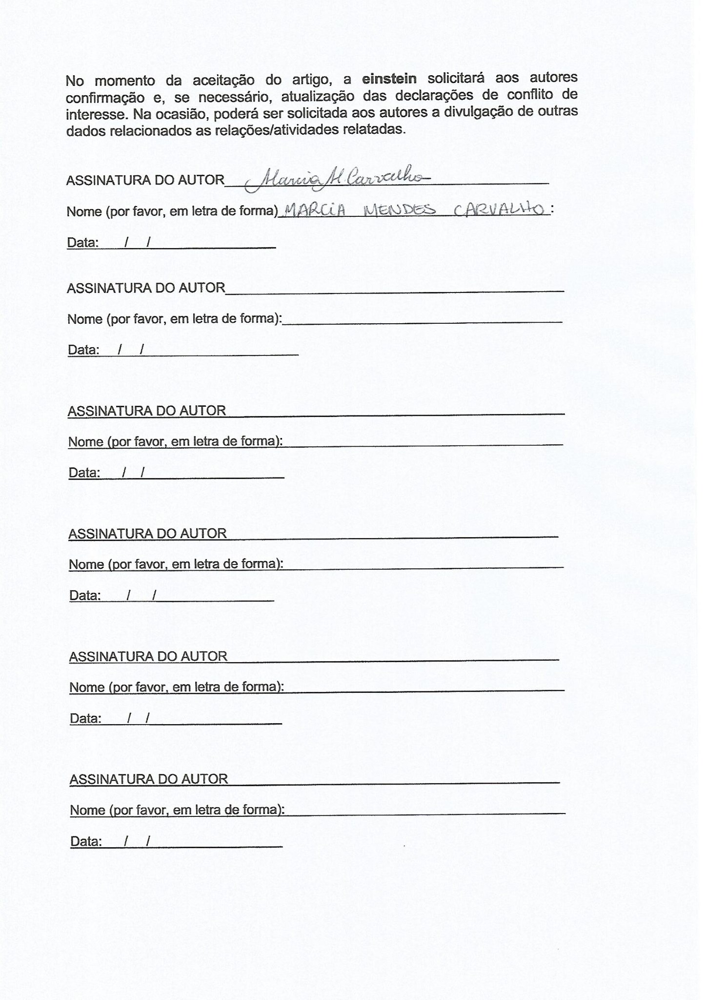 No momento da aceitação do artigo, a einstein solicitará aos autores
confirmação e, se necessário, atualização das declarações de conflito de
interesse. Na ocasião, poderá ser solicitada aos autores a divulgação de outras
dados relacionados as relações/atividades relatadas.
ASSINATURA DO AUTOR Marcia M Carvalho
Nome (por favor, em letra de forma) MARCIA MENDES CARVALHO :
Data: / /
ASSINATURA DO AUTOR
Nome (por favor, em letra de forma):
Data: / /
ASSINATURA DO AUTOR
Nome (por favor, em letra de forma):
Data: / /
ASSINATURA DO AUTOR
Nome (por favor, em letra de forma):
Data: / /
ASSINATURA DO AUTOR
Nome (por favor, em letra de forma):
Data: / /
ASSINATURA DO AUTOR
Nome (por favor, em letra de forma):
Data: / /